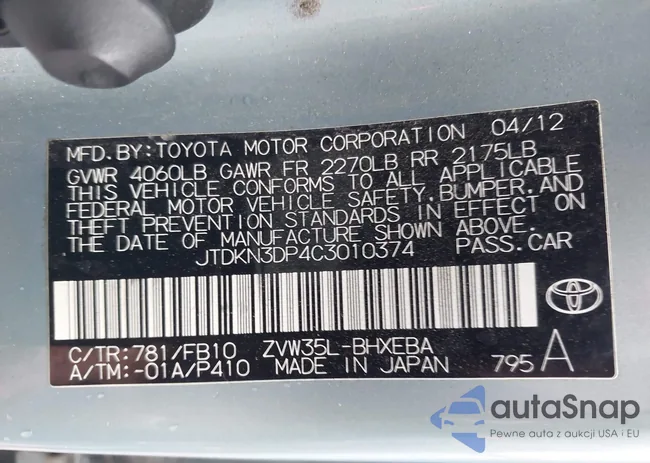 MFD.BY:TOYOTA MOTOR CORPORATION 04/12
GVWR 4060LB GAWR FR 2270LB RR 2175LB
THIS VEHICLE CONFORMS TO ALL APPLICABLE
FEDERAL MOTOR VEHICLE SAFETY,BUMPER,AND
THEFT PREVENTION STANDARDS IN EFFECT ON
THE DATE OF MANUFACTURE SHOWN ABOVE.
JTDKN3DP4C3010374 PASS.CAR
C/TR:781/FB10 ZVW35L-BHXEBA
A/TM:-01A/P410 MADE IN JAPAN 795 A
autaSnap
Pewne auta z aukcji USA i EU